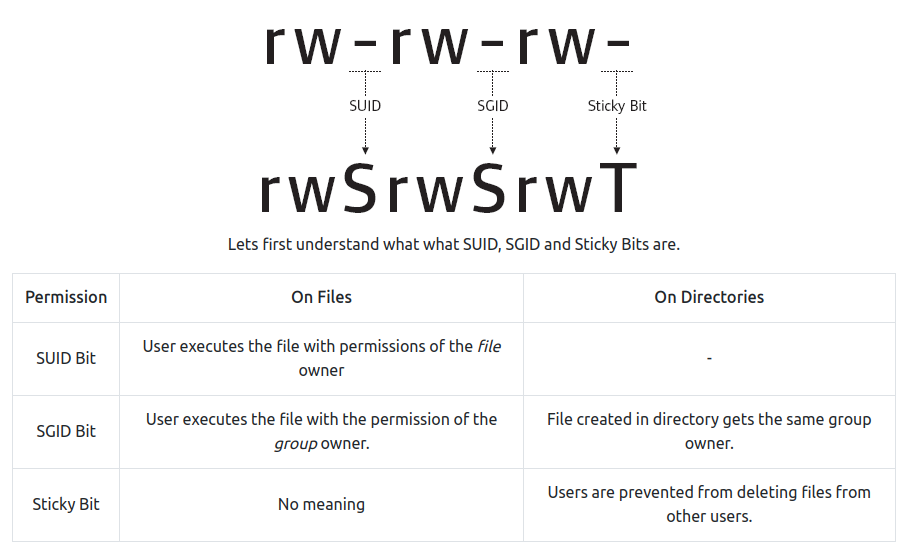 rw-rw-rw-
SUID SGID Sticky Bit
rwSrwSrwT
Lets first understand what what SUID, SGID and Sticky Bits are.
Permission On Files On Directories
SUID Bit User executes the file with permissions of the file owner -
SGID Bit User executes the file with the permission of the group owner. File created in directory gets the same group owner.
Sticky Bit No meaning Users are prevented from deleting files from other users.